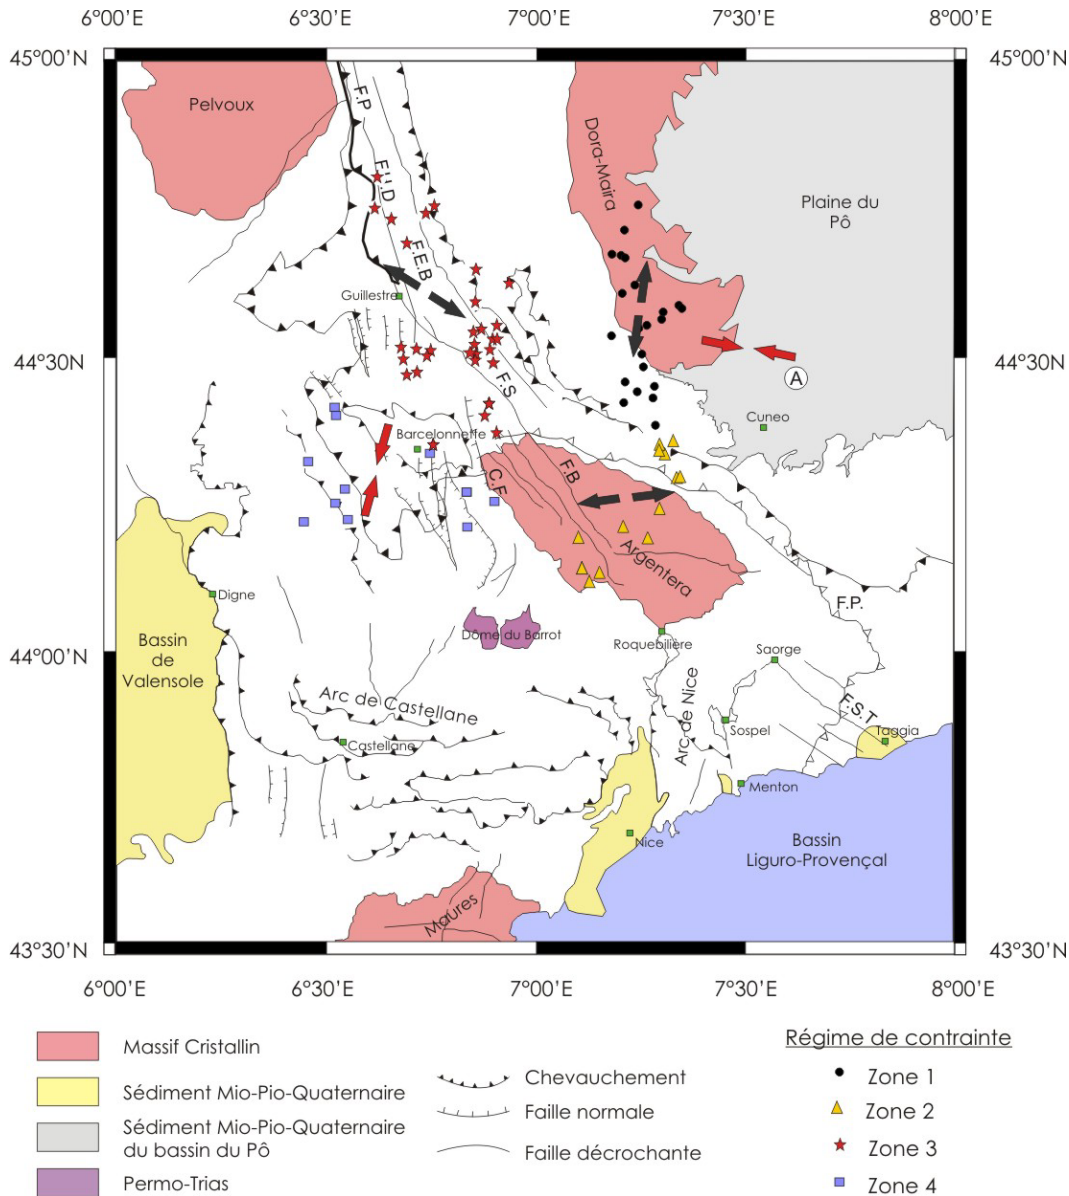 6°00'E 6°30'E 7°00'E 7°30'E 8°00'E
45°00'N 45°00'N
Pelvoux
F.P
F.H.D
F.E.B
Dora-Maira
Plaine du
Pô
Guillestre
44°30'N 44°30'N
A
F.S
Cuneo
Barcelonnette
C.F
F.B
Argentera
Digne
F.P.
Dôme du Barrot
Roquebilière
44°00'N 44°00'N
Bassin
de
Valensole
Saorge
Arc de Castellane
Arc de Nice
F.S.T
Sospel
Taggia
Castellane
Menton
Nice
Bassin
Liguro-Provençal
Maures
43°30'N 43°30'N
6°00'E 6°30'E 7°00'E 7°30'E 8°00'E
Massif Cristallin
Sédiment Mio-Pio-Quaternaire
Sédiment Mio-Pio-Quaternaire
du bassin du Pô
Permo-Trias
Chevauchement
Faille normale
Faille décrochante
Régime de contrainte
Zone 1
Zone 2
Zone 3
Zone 4